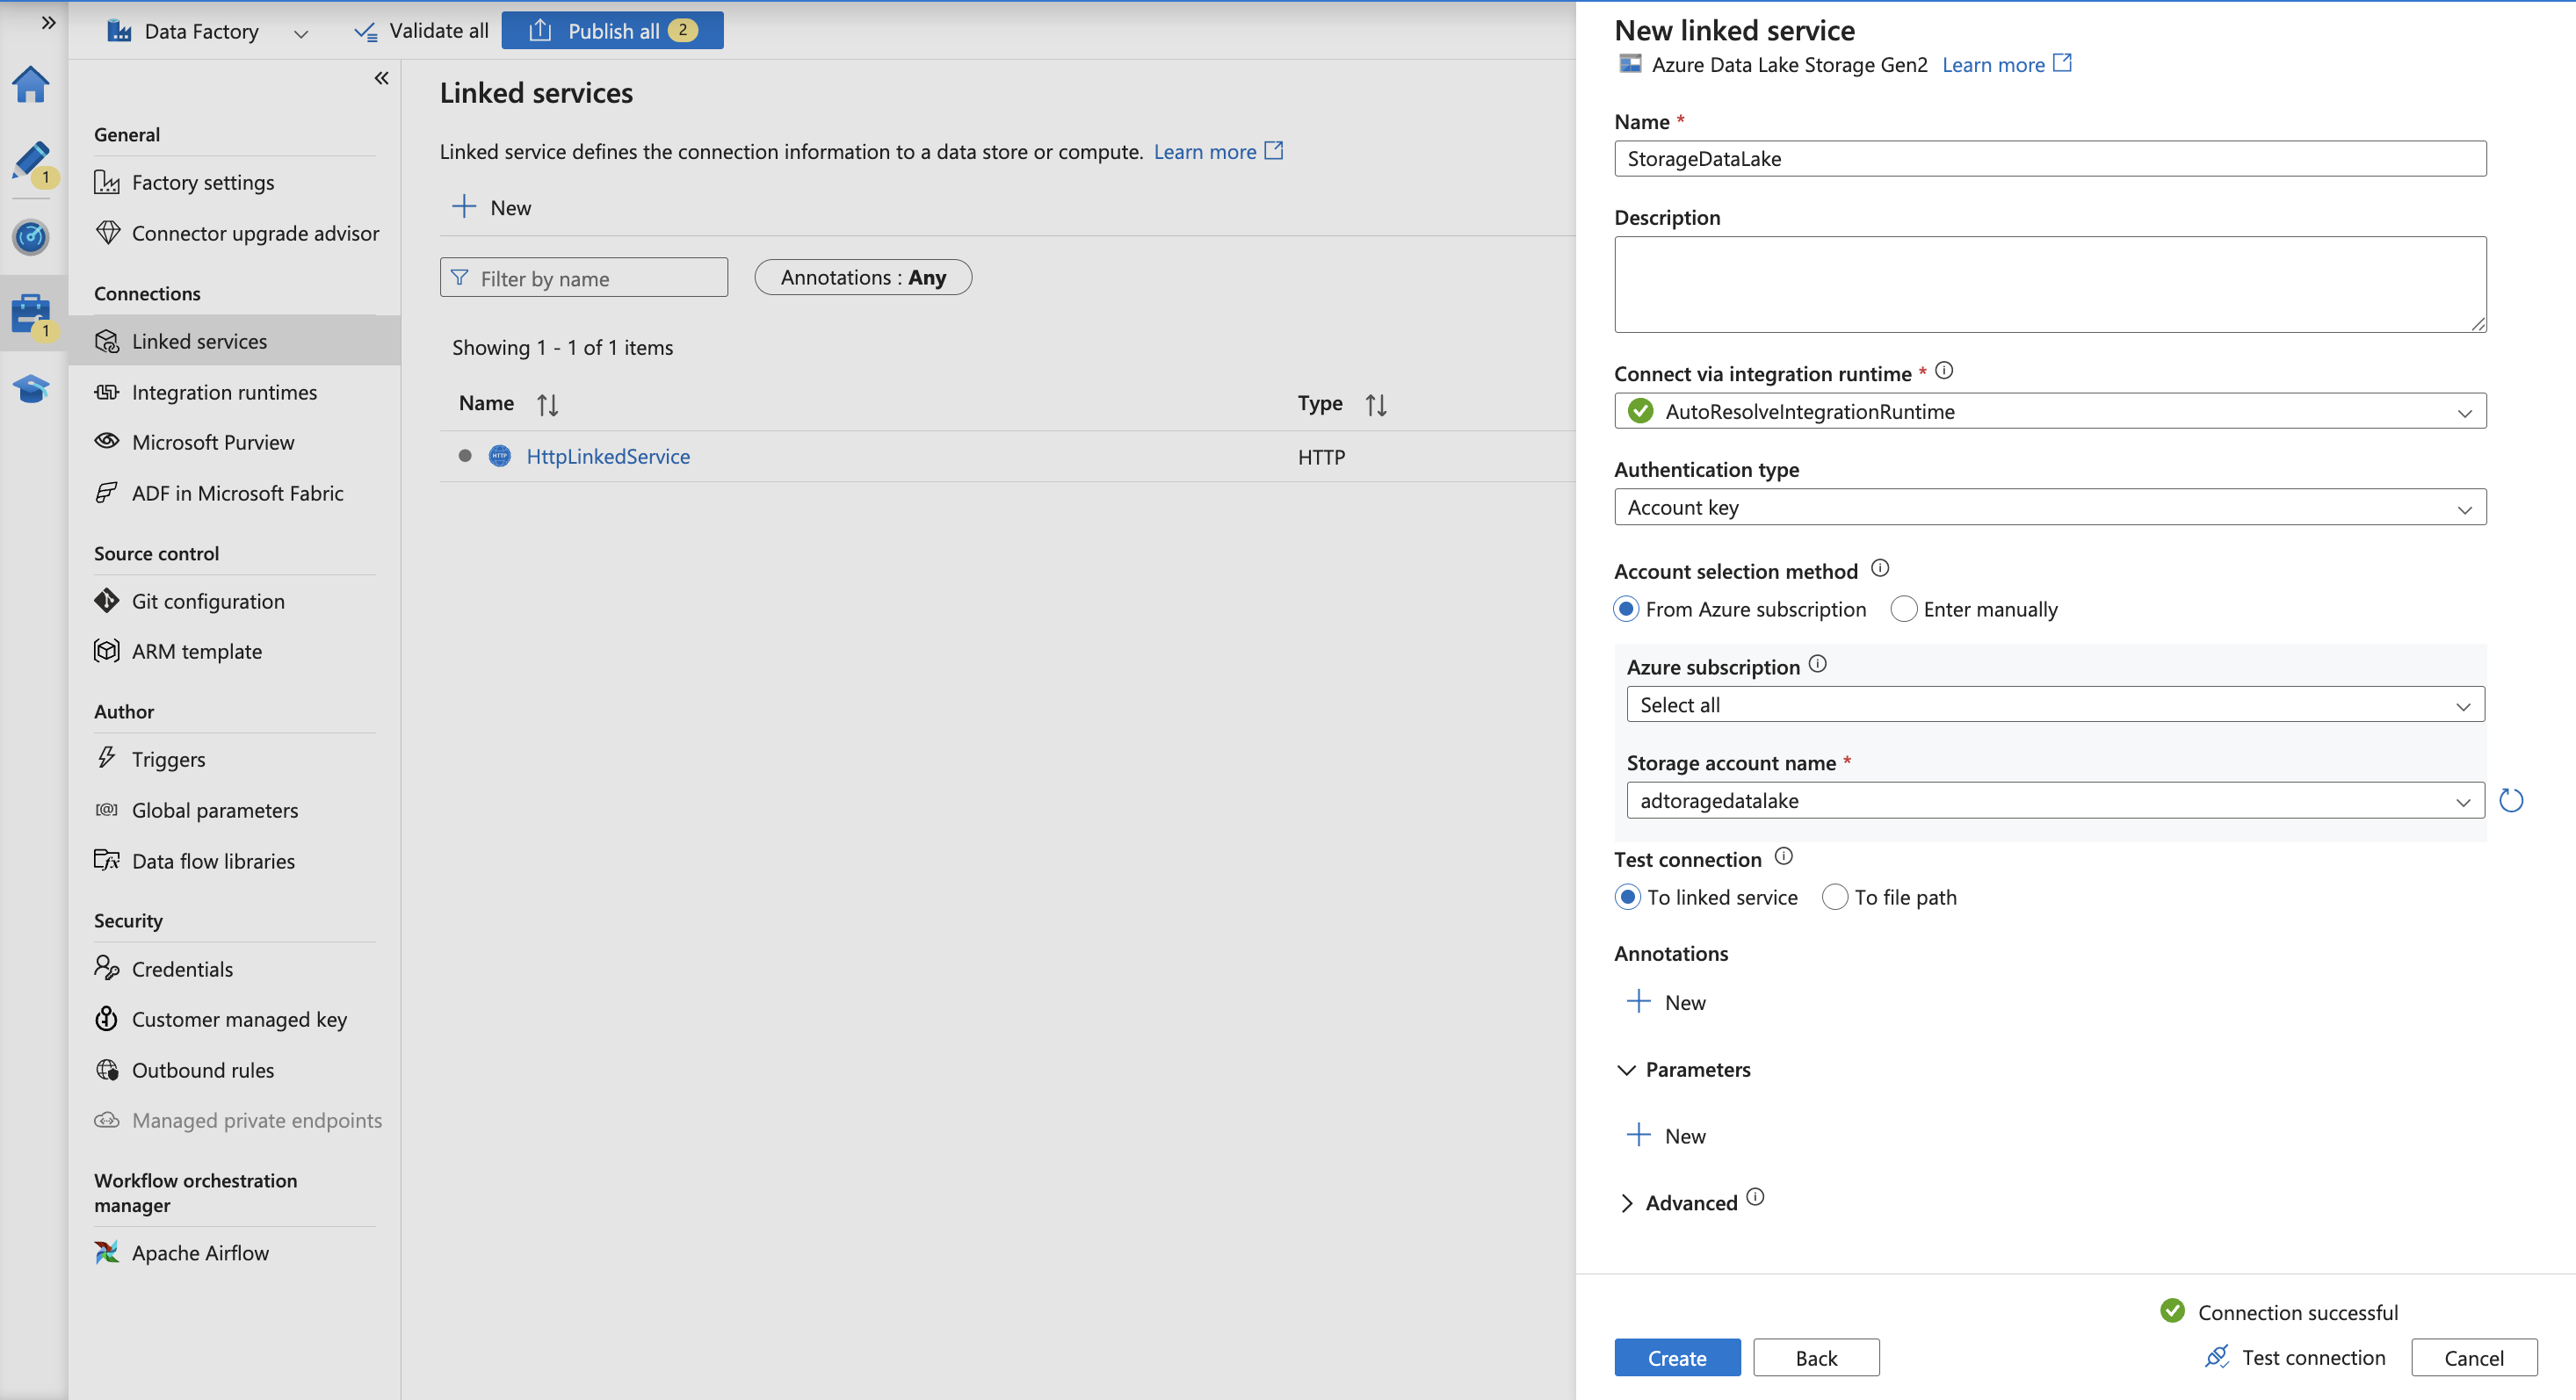 Data Factory
Validate all
Publish all 2
General
Factory settings
Connector upgrade advisor
Connections
Linked services
Integration runtimes
Microsoft Purview
ADF in Microsoft Fabric
Source control
Git configuration
ARM template
Author
Triggers
Global parameters
Data flow libraries
Security
Credentials
Customer managed key
Outbound rules
Managed private endpoints
Workflow orchestration
manager
Apache Airflow
1
1
Linked services
Linked service defines the connection information to a data store or compute. Learn more
New
Filter by name
Annotations : Any
Showing 1 - 1 of 1 items
Name Type
HTTP HttpLinkedService HTTP
New linked service
Azure Data Lake Storage Gen2 Learn more
Name *
StorageDataLake
Description
Connect via integration runtime *
AutoResolveIntegrationRuntime
Authentication type
Account key
Account selection method
From Azure subscription Enter manually
Azure subscription
Select all
Storage account name *
adtoragedatalake
Test connection
To linked service To file path
Annotations
New
Parameters
New
Advanced
Connection successful
Create Back Test connection Cancel